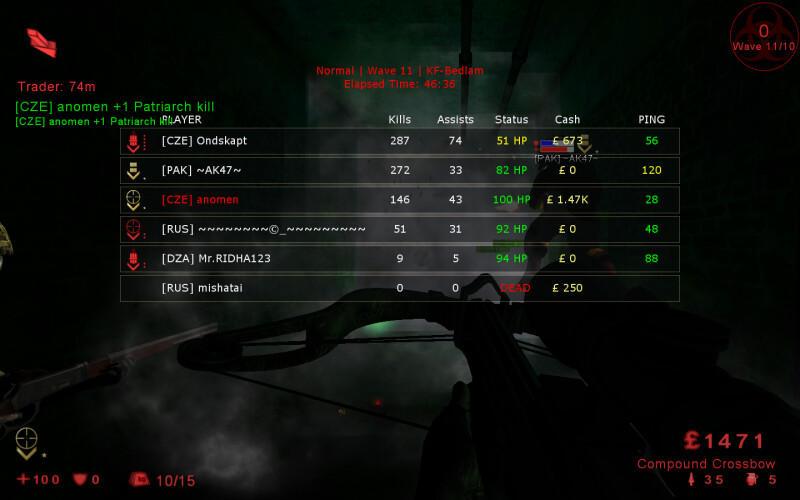 0
Wave 11/10
Normal | Wave 11 | KF-Bedlam
Elapsed Time: 46:36
Trader: 74m
[CZE] anomen +1 Patriarch kill
[CZE] anomen +1 Patriarch kill
PLAYER Kills Assists Status Cash PING
[CZE] Ondskapt 287 74 51 HP £ 673 56
[PAK] ~AK47~
[PAK] ~AK47~ 272 33 82 HP £ 0 120
[CZE] anomen 146 43 100 HP £ 1.47K 28
[RUS] ~~~~~~~~©_~~~~~~~~~ 51 31 92 HP £ 0 48
[DZA] Mr.RIDHA123 9 5 94 HP £ 0 88
[RUS] mishatai 0 0 DEAD £ 250
£1471
Compound Crossbow
100 0 10/15 35 5